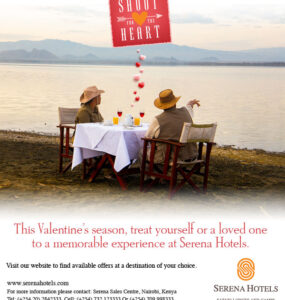 SHOOT
FOR THE
HEART
This Valentine's season, treat yourself or a loved one
to a memorable experience at Serena Hotels.
Visit our website to find available offers at a destination of your choice.
www.serenahotels.com
For more information please contact: Serena Sales Centre, Nairobi, Kenya
SERENA HOTELS